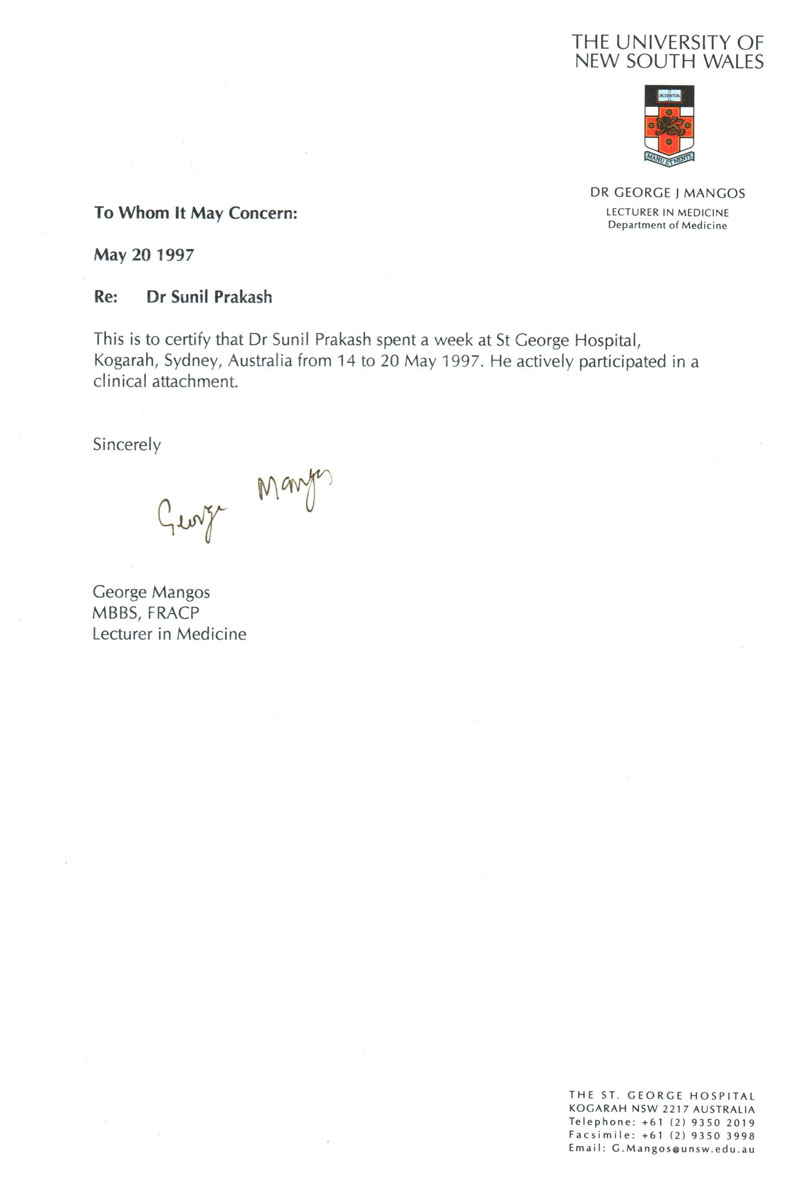 THE UNIVERSITY OF
NEW SOUTH WALES
SCIENTIA
MANU ET MENTE
DR GEORGE J MANGOS
LECTURER IN MEDICINE
Department of Medicine
To Whom It May Concern:
May 20 1997
Re: Dr Sunil Prakash
This is to certify that Dr Sunil Prakash spent a week at St George Hospital,
Kogarah, Sydney, Australia from 14 to 20 May 1997. He actively participated in a
clinical attachment.
Sincerely
George Mangos
George Mangos
MBBS, FRACP
Lecturer in Medicine
THE ST. GEORGE HOSPITAL
KOGARAH NSW 2217 AUSTRALIA
Telephone: +61 (2) 9350 2019
Facsimile: +61 (2) 9350 3998
Email: G.Mangos@unsw.edu.au